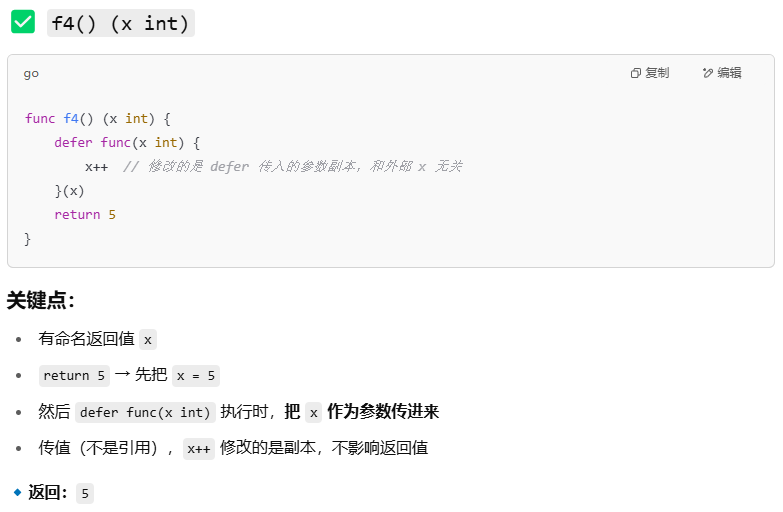 f4() (x int)
go
复制
编辑
func f4() (x int) {
    defer func(x int) {
        x++  // 修改的是 defer 传入的参数副本，和外部 x 无关
    }(x)
    return 5
}
关键点：
有命名返回值 x
return 5 → 先把 x = 5
然后 defer func(x int) 执行时，把 x 作为参数传进来
传值（不是引用），x++ 修改的是副本，不影响返回值
返回：5